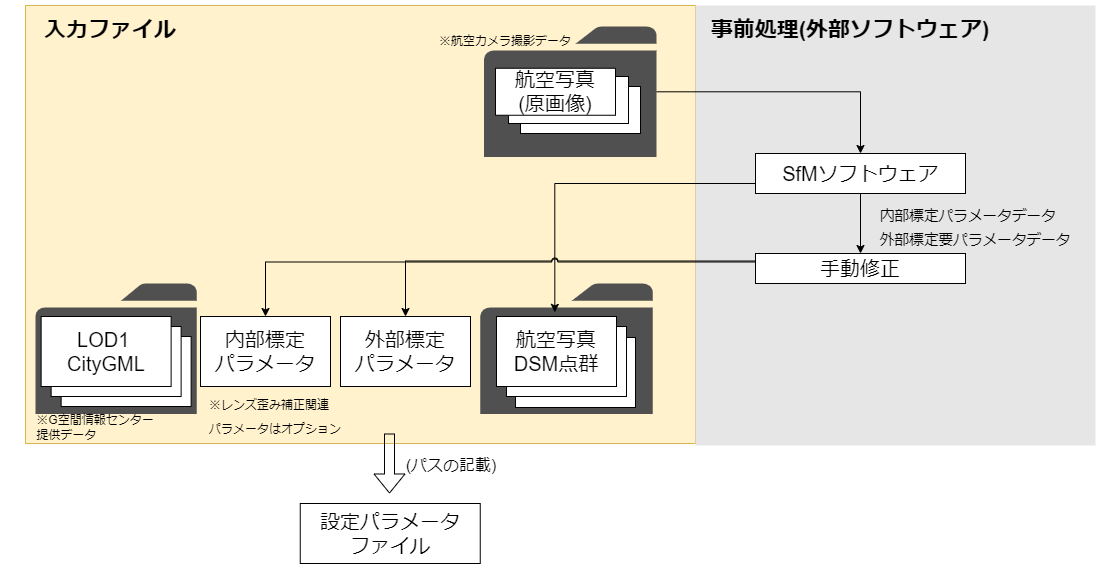 入力ファイル
事前処理(外部ソフトウェア)
※航空カメラ撮影データ
航空写真
(原画像)
SfMソフトウェア
内部標定パラメータデータ
外部標定要パラメータデータ
手動修正
LOD1
CityGML
内部標定
パラメータ
外部標定
パラメータ
航空写真
DSM点群
※G空間情報センター
提供データ
※レンズ歪み補正関連
パラメータはオプション
(パスの記載)
設定パラメータ
ファイル